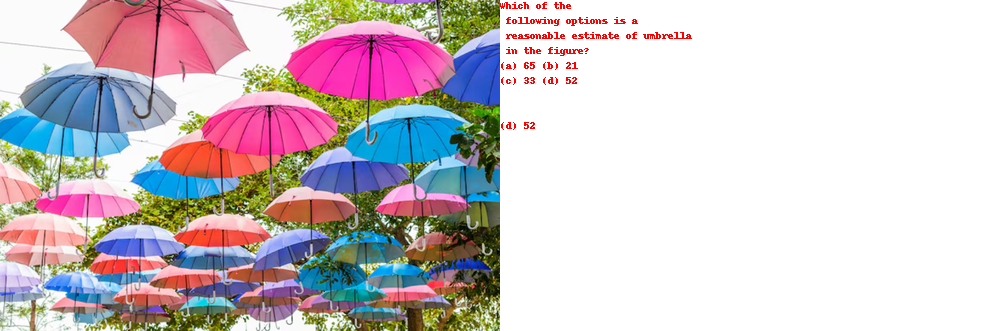 Which of the
following options is a
reasonable estimate of umbrella
in the figure?
(a) 65 (b) 21
(c) 33 (d) 52
(d) 52